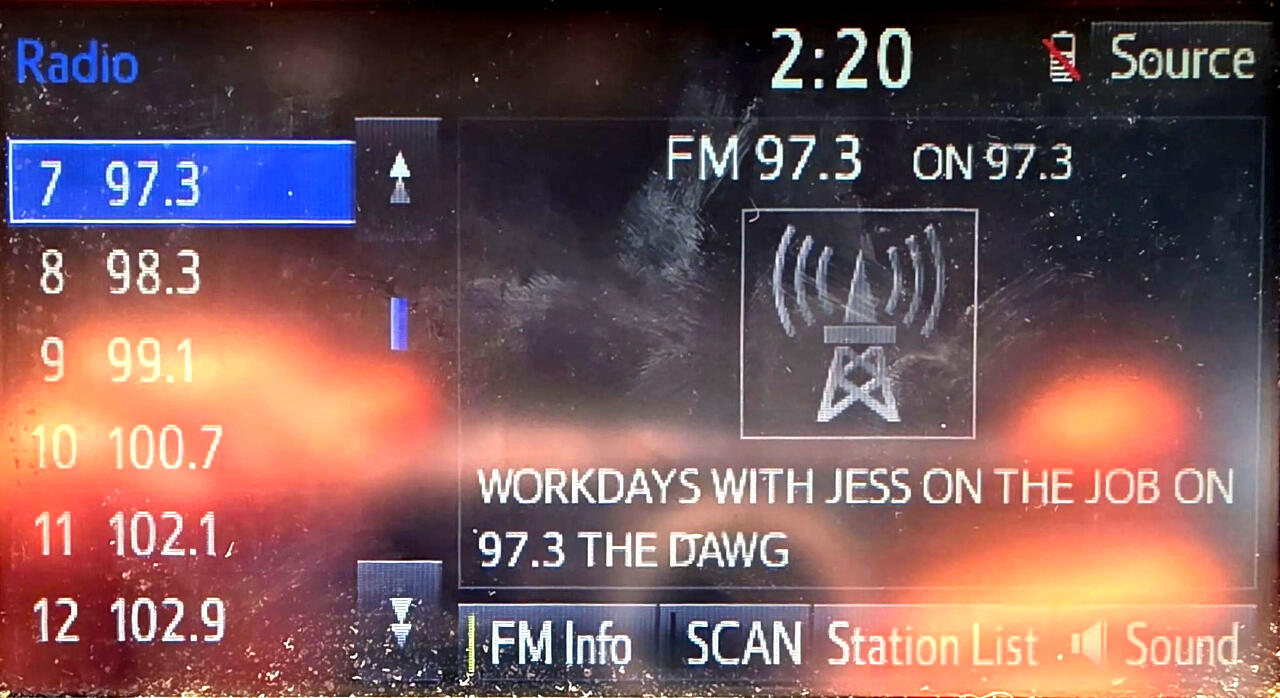 Radio
2:20
Source
7 97.3
8 98.3
9 99.1
10 100.7
11 102.1
12 102.9
FM 97.3 ON 97.3
WORKDAYS WITH JESS ON THE JOB ON
97.3 THE DAWG
FM Info
SCAN
Station List
Sound